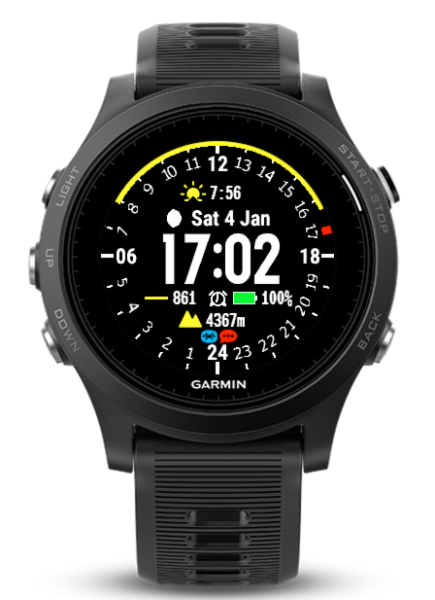 LIGHT
START·STOP
UP
DOWN
BACK
12 13 14 15 16 17 18 19 20 21 22 23 24 1 2 3 4 5 06 7 8 9 10 11
7:56
Sat 4 Jan
17:02
861
100%
4367m
GARMIN